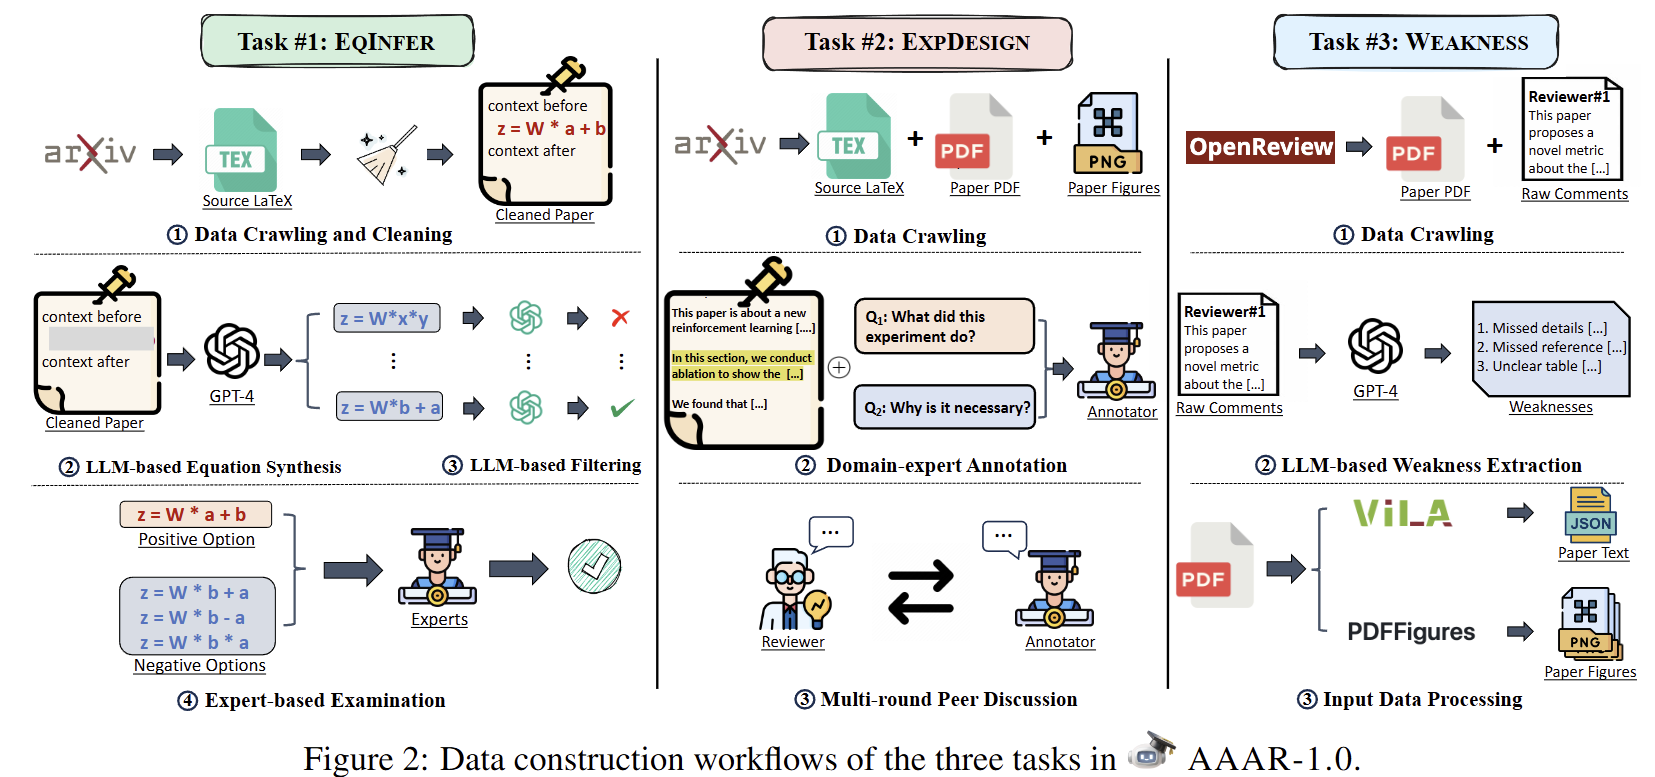 Task #1: EQINFER
arXiv
TEX
Source LaTeX
context before
z = W * a + b
context after
Cleaned Paper
① Data Crawling and Cleaning
context before
context after
Cleaned Paper
GPT-4
z = W*x*y
⋮
⋮
⋮
z = W*b + a
② LLM-based Equation Synthesis
③ LLM-based Filtering
z = W * a + b
Positive Option
z = W * b + a
z = W * b - a
z = W * b * a
Negative Options
Experts
④ Expert-based Examination
Task #2: EXPDESIGN
arXiv
TEX
Source LaTeX
+
PDF
Paper PDF
+
PNG
Paper Figures
① Data Crawling
This paper is about a new
reinforcement learning [....]
In this section, we conduct
ablation to show the [...]
We found that [...]
Q1: What did this
experiment do?
Q2: Why is it necessary?
Annotator
② Domain-expert Annotation
...
...
Reviewer
Annotator
③ Multi-round Peer Discussion
Task #3: WEAKNESS
OpenReview
PDF
Paper PDF
+
Reviewer#1
This paper
proposes a
novel metric
about the [...]
Raw Comments
① Data Crawling
Reviewer#1
This paper
proposes a
novel metric
about the [...]
Raw Comments
GPT-4
1. Missed details [...]
2. Missed reference [...]
3. Unclear table [...]
Weaknesses
② LLM-based Weakness Extraction
PDF
ViLA
JSON
Paper Text
PDFFigures
PNG
Paper Figures
③ Input Data Processing
Figure 2: Data construction workflows of the three tasks in AAAR-1.0.